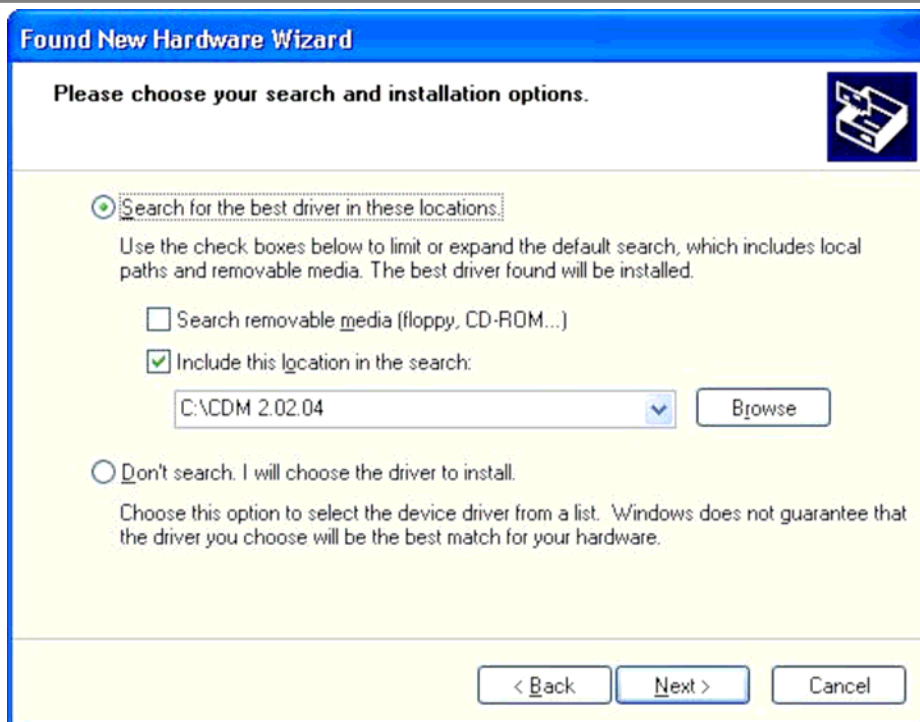 Found New Hardware Wizard
Please choose your search and installation options.
Search for the best driver in these locations.
Use the check boxes below to limit or expand the default search, which includes local
paths and removable media. The best driver found will be installed.
Search removable media (floppy, CD-ROM...)
Include this location in the search:
C:\CDM 2.02.04
Browse
Don't search. I will choose the driver to install.
Choose this option to select the device driver from a list. Windows does not guarantee that
the driver you choose will be the best match for your hardware.
< Back
Next >
Cancel